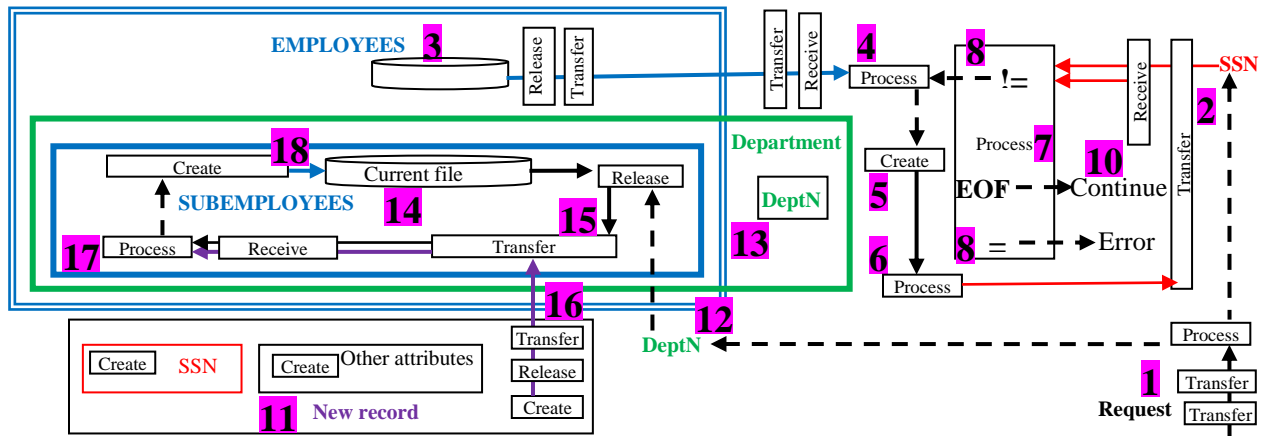 EMPLOYEES
3
Release
Transfer
Transfer
Receive
4
Process
8
!=
Receive
SSN
2
Transfer
Process
7
10
EOF
Continue
8
=
Error
Create
5
6
Process
Department
DeptN
13
Create
18
Current file
14
Release
SUBEMPLOYEES
15
17
Process
Receive
Transfer
16
12
DeptN
Process
1
Transfer
Request
Transfer
Create
SSN
Create
Other attributes
11
New record
Transfer
Release
Create